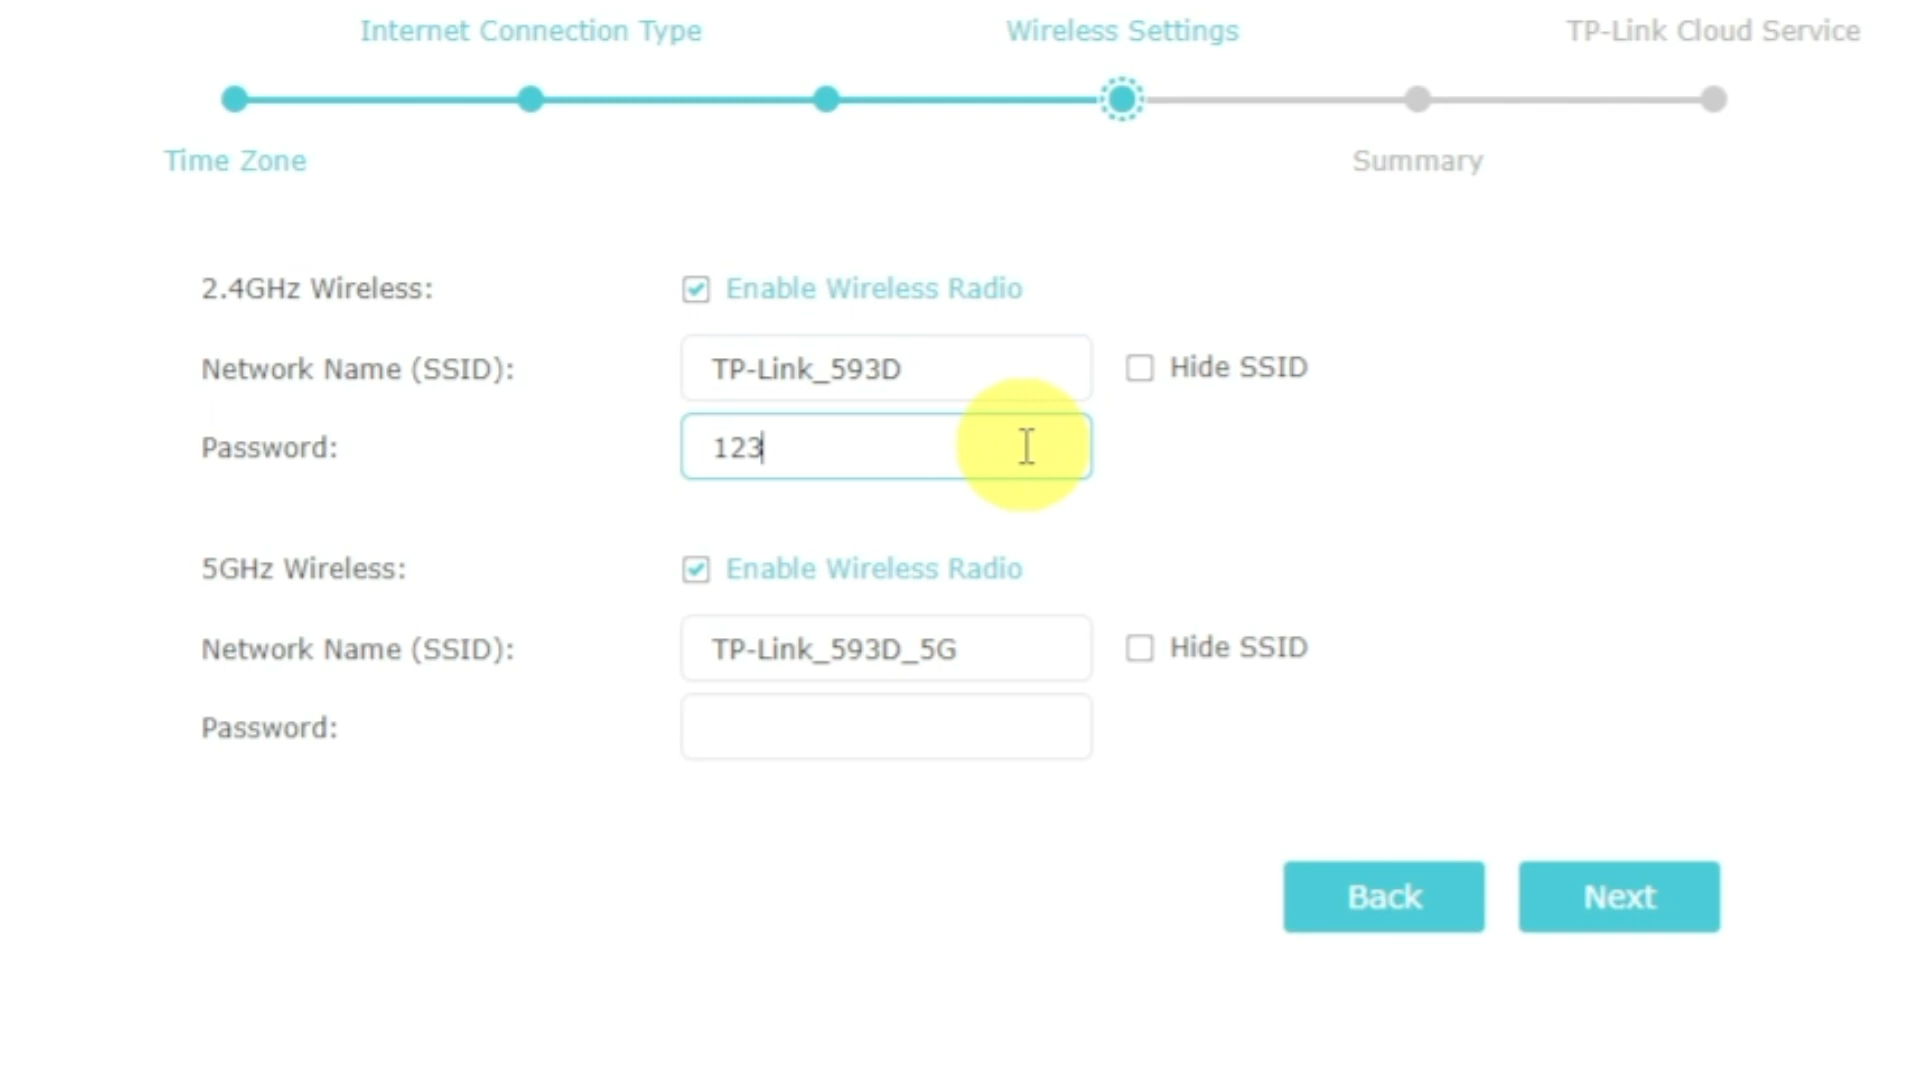 Internet Connection Type
Wireless Settings
TP-Link Cloud Service
Time Zone
Summary
2.4GHz Wireless:
Enable Wireless Radio
Network Name (SSID):
TP-Link_593D
Hide SSID
Password:
123
5GHz Wireless:
Enable Wireless Radio
Network Name (SSID):
TP-Link_593D_5G
Hide SSID
Password:
Back
Next